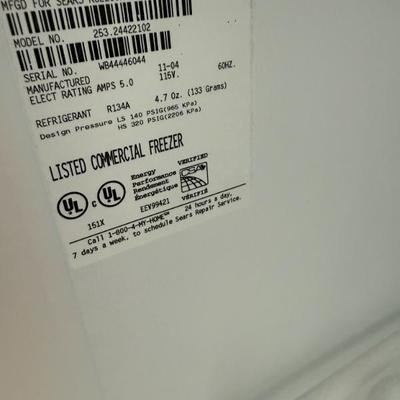 MFGD FOR SEARS
MODEL NO. 253.24422102
SERIAL NO. WB44446044
MANUFACTURED 11-04
ELECT RATING AMPS 5.0 115V. 60HZ.
REFRIGERANT R134A 4.7 Oz. (133 Grams)
Design Pressure LS 140 PSIG(965 KPa)
HS 320 PSIG(2206 KPa)
LISTED COMMERCIAL FREEZER
UL
C UL
151X
Energy
Performance
Rendement
Énergétique
EEV99421
VERIFIED
VÉRIFIÉ
Call 1-800-4-MY-HOME℠ 24 hours a day,
7 days a week, to schedule Sears Repair Service.